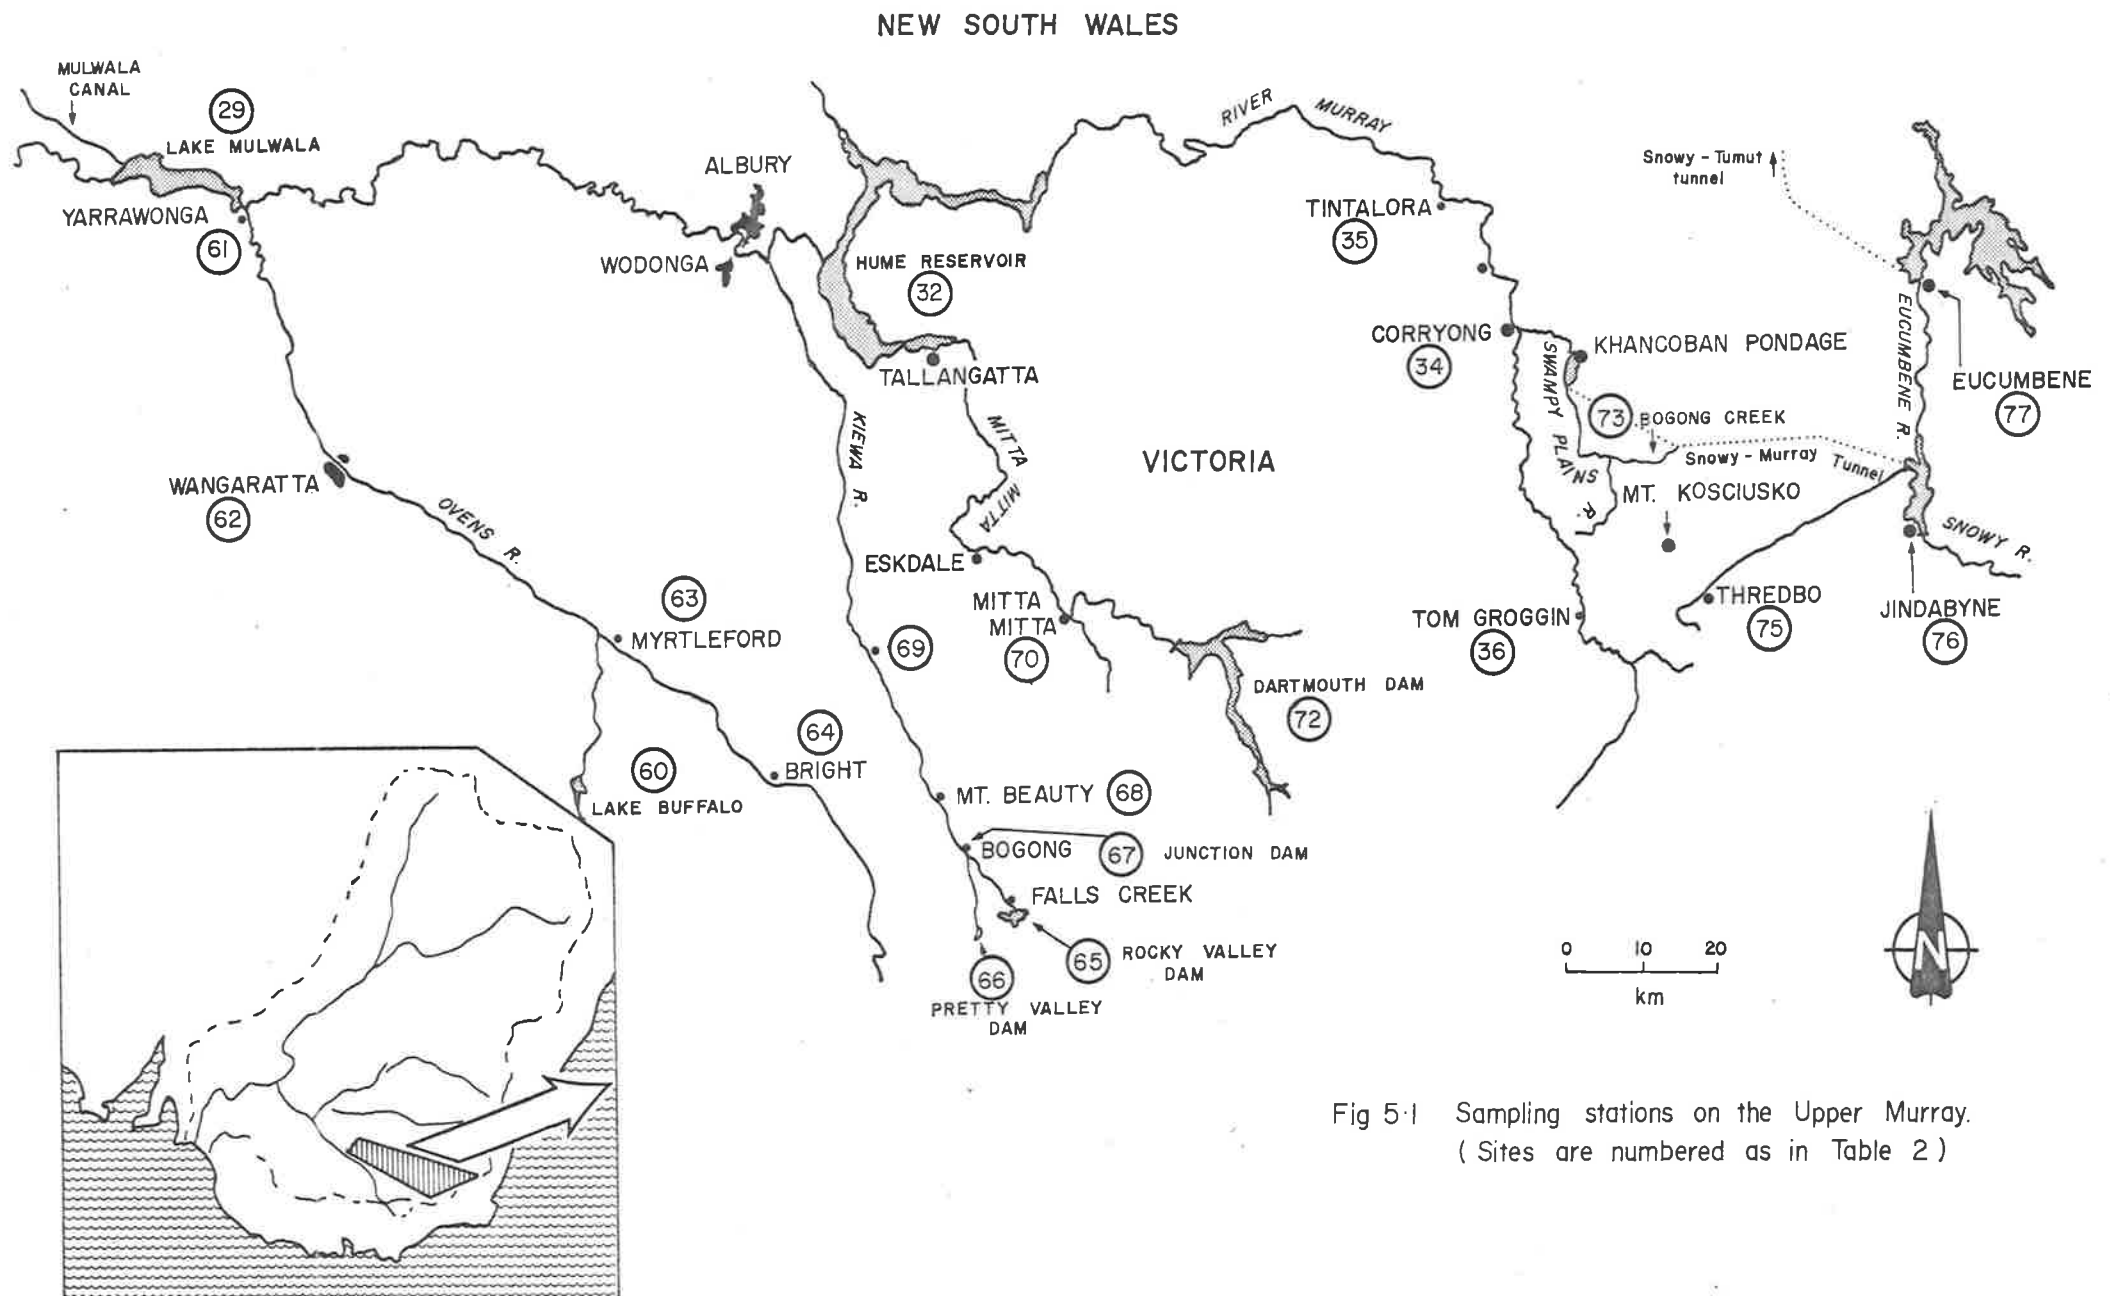 NEW SOUTH WALES
MULWALA
CANAL
29
LAKE MULWALA
YARRAWONGA
61
ALBURY
WODONGA
HUME RESERVOIR
32
TALLANGATTA
RIVER MURRAY
TINTALORA
35
Snowy - Tumut
tunnel
CORRYONG
34
KHANCOBAN PONDAGE
SWAMPY PLAINS R.
73
BOGONG CREEK
Snowy - Murray Tunnel
EUCUMBENE R.
EUCUMBENE
77
MT. KOSCIUSKO
SNOWY R.
JINDABYNE
76
THREDBO
75
TOM GROGGIN
36
VICTORIA
WANGARATTA
62
OVENS R.
KIEWA R.
MITTA
MITTA
ESKDALE
MITTA
MITTA
70
69
63
MYRTLEFORD
DARTMOUTH DAM
72
64
BRIGHT
60
LAKE BUFFALO
MT. BEAUTY 68
BOGONG
67 JUNCTION DAM
FALLS CREEK
65 ROCKY VALLEY
DAM
66
PRETTY VALLEY
DAM
0 10 20
km
N
Fig 5·1 Sampling stations on the Upper Murray.
( Sites are numbered as in Table 2 )